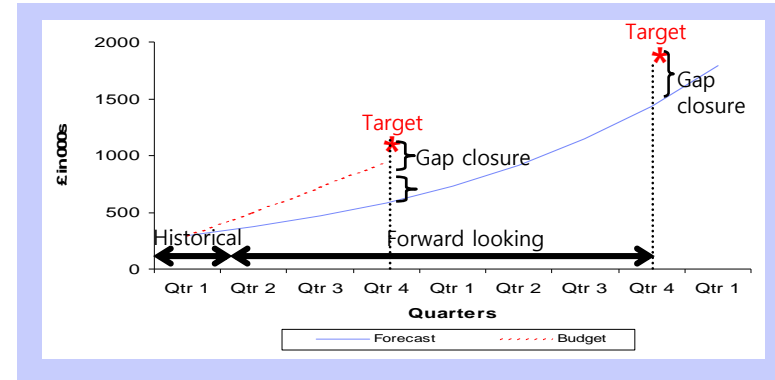 Target
2000
Gap
closure
1500
Target
£ in 000s
1000
Gap closure
500
Historical
Forward looking
0
Qtr 1 Qtr 2 Qtr 3 Qtr 4 Qtr 1 Qtr 2 Qtr 3 Qtr 4 Qtr 1
Quarters
Forecast Budget